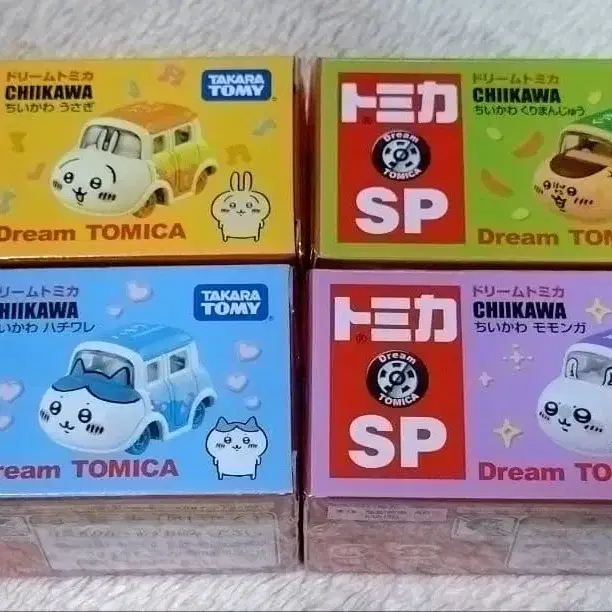 ドリームトミカ
CHIIKAWA
ちいかわ うさぎ
TAKARA
TOMY
Dream TOMICA
トミカ
の
Dream
TOMICA
SP
ドリームトミカ
CHIIKAWA
ちいかわ くりまんじゅう
Dream TOM
リームトミカ
HIIKAWA
いかわ ハチワレ
TAKARA
TOMY
ream TOMICA
トミカ
の
Dream
TOMICA
SP
ドリームトミカ
CHIIKAWA
ちいかわ モモンガ
Dream TO